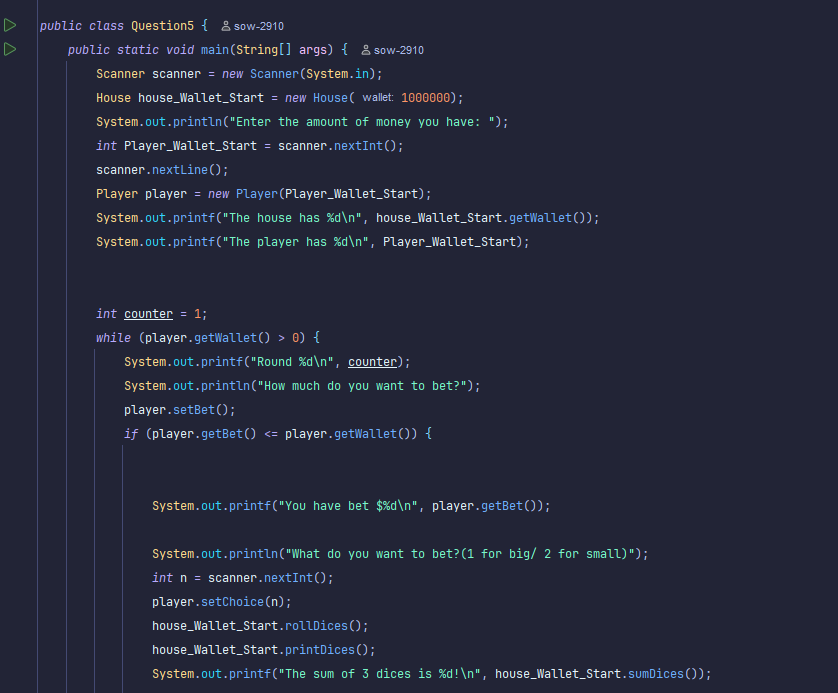 public class Question5 { sow-2910
public static void main(String[] args) { sow-2910
Scanner scanner = new Scanner(System.in);
House house_Wallet_Start = new House( wallet: 1000000);
System.out.println("Enter the amount of money you have: ");
int Player_Wallet_Start = scanner.nextInt();
scanner.nextLine();
Player player = new Player(Player_Wallet_Start);
System.out.printf("The house has %d\n", house_Wallet_Start.getWallet());
System.out.printf("The player has %d\n", Player_Wallet_Start);
int counter = 1;
while (player.getWallet() > 0) {
System.out.printf("Round %d\n", counter);
System.out.println("How much do you want to bet?");
player.setBet();
if (player.getBet() <= player.getWallet()) {
System.out.printf("You have bet $%d\n", player.getBet());
System.out.println("What do you want to bet?(1 for big/ 2 for small)");
int n = scanner.nextInt();
player.setChoice(n);
house_Wallet_Start.rollDices();
house_Wallet_Start.printDices();
System.out.printf("The sum of 3 dices is %d!\n", house_Wallet_Start.sumDices());